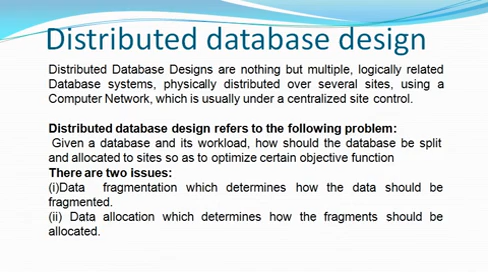 Distributed database design
Distributed Database Designs are nothing but multiple, logically related
Database systems, physically distributed over several sites, using a
Computer Network, which is usually under a centralized site control.
Distributed database design refers to the following problem:
Given a database and its workload, how should the database be split
and allocated to sites so as to optimize certain objective function
There are two issues:
(i)Data fragmentation which determines how the data should be
fragmented.
(ii) Data allocation which determines how the fragments should be
allocated.